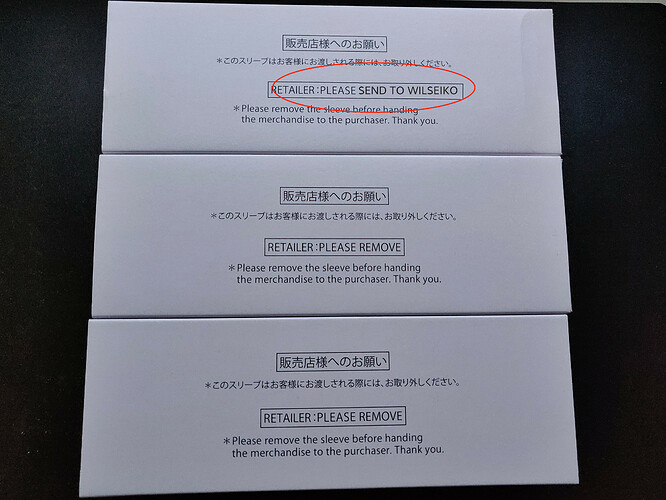 販売店様へのお願い
*このスリーブはお客様にお渡しされる際には、お取り外しください。
RETAILER:PLEASE SEND TO WILSEIKO
*Please remove the sleeve before handing
the merchandise to the purchaser. Thank you.
販売店様へのお願い
*このスリーブはお客様にお渡しされる際には、お取り外しください。
RETAILER:PLEASE REMOVE
*Please remove the sleeve before handing
the merchandise to the purchaser. Thank you.
販売店様へのお願い
*このスリーブはお客様にお渡しされる際には、お取り外しください。
RETAILER:PLEASE REMOVE
*Please remove the sleeve before handing
the merchandise to the purchaser. Thank you.